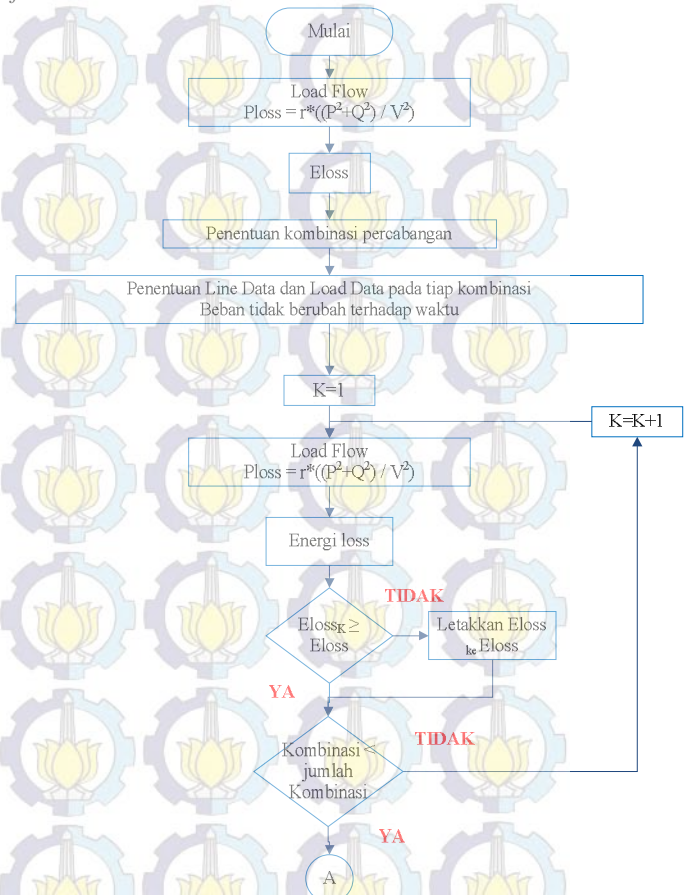 Mulai
Load Flow
Ploss = r*((P²+Q²) / V²)
Eloss
Penentuan kombinasi percabangan
Penentuan Line Data dan Load Data pada tiap kombinasi
Beban tidak berubah terhadap waktu
K=1
K=K+1
Load Flow
Ploss = r*((P²+Q²) / V²)
Energi loss
TIDAK
Eloss_K ≥
Eloss
Letakkan Eloss
ke Eloss
YA
TIDAK
Kombinasi <
jumlah
Kombinasi
YA
A